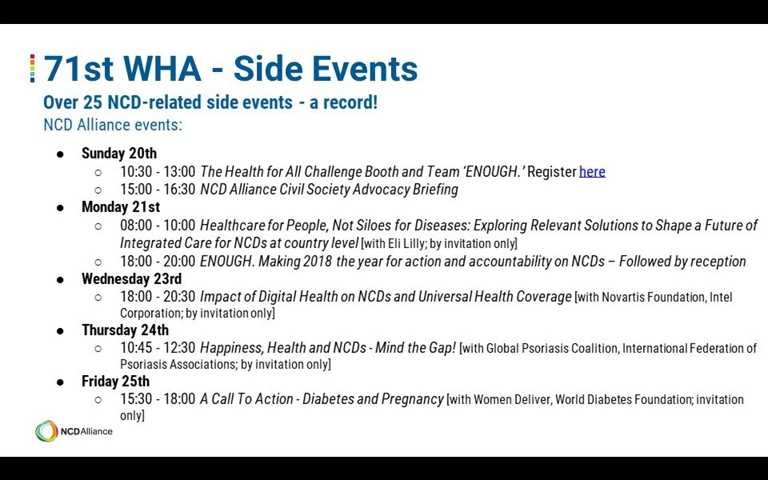 71st WHA - Side Events
Over 25 NCD-related side events - a record!
NCD Alliance events:
● Sunday 20th
○ 10:30 - 13:00 The Health for All Challenge Booth and Team ‘ENOUGH.’ Register here
○ 15:00 - 16:30 NCD Alliance Civil Society Advocacy Briefing
● Monday 21st
○ 08:00 - 10:00 Healthcare for People, Not Siloes for Diseases: Exploring Relevant Solutions to Shape a Future of
Integrated Care for NCDs at country level [with Eli Lilly; by invitation only]
○ 18:00 - 20:00 ENOUGH. Making 2018 the year for action and accountability on NCDs – Followed by reception
● Wednesday 23rd
○ 18:00 - 20:30 Impact of Digital Health on NCDs and Universal Health Coverage [with Novartis Foundation, Intel
Corporation; by invitation only]
● Thursday 24th
○ 10:45 - 12:30 Happiness, Health and NCDs - Mind the Gap! [with Global Psoriasis Coalition, International Federation of
Psoriasis Associations; by invitation only]
● Friday 25th
○ 15:30 - 18:00 A Call To Action - Diabetes and Pregnancy [with Women Deliver, World Diabetes Foundation; invitation
only]
NCD Alliance